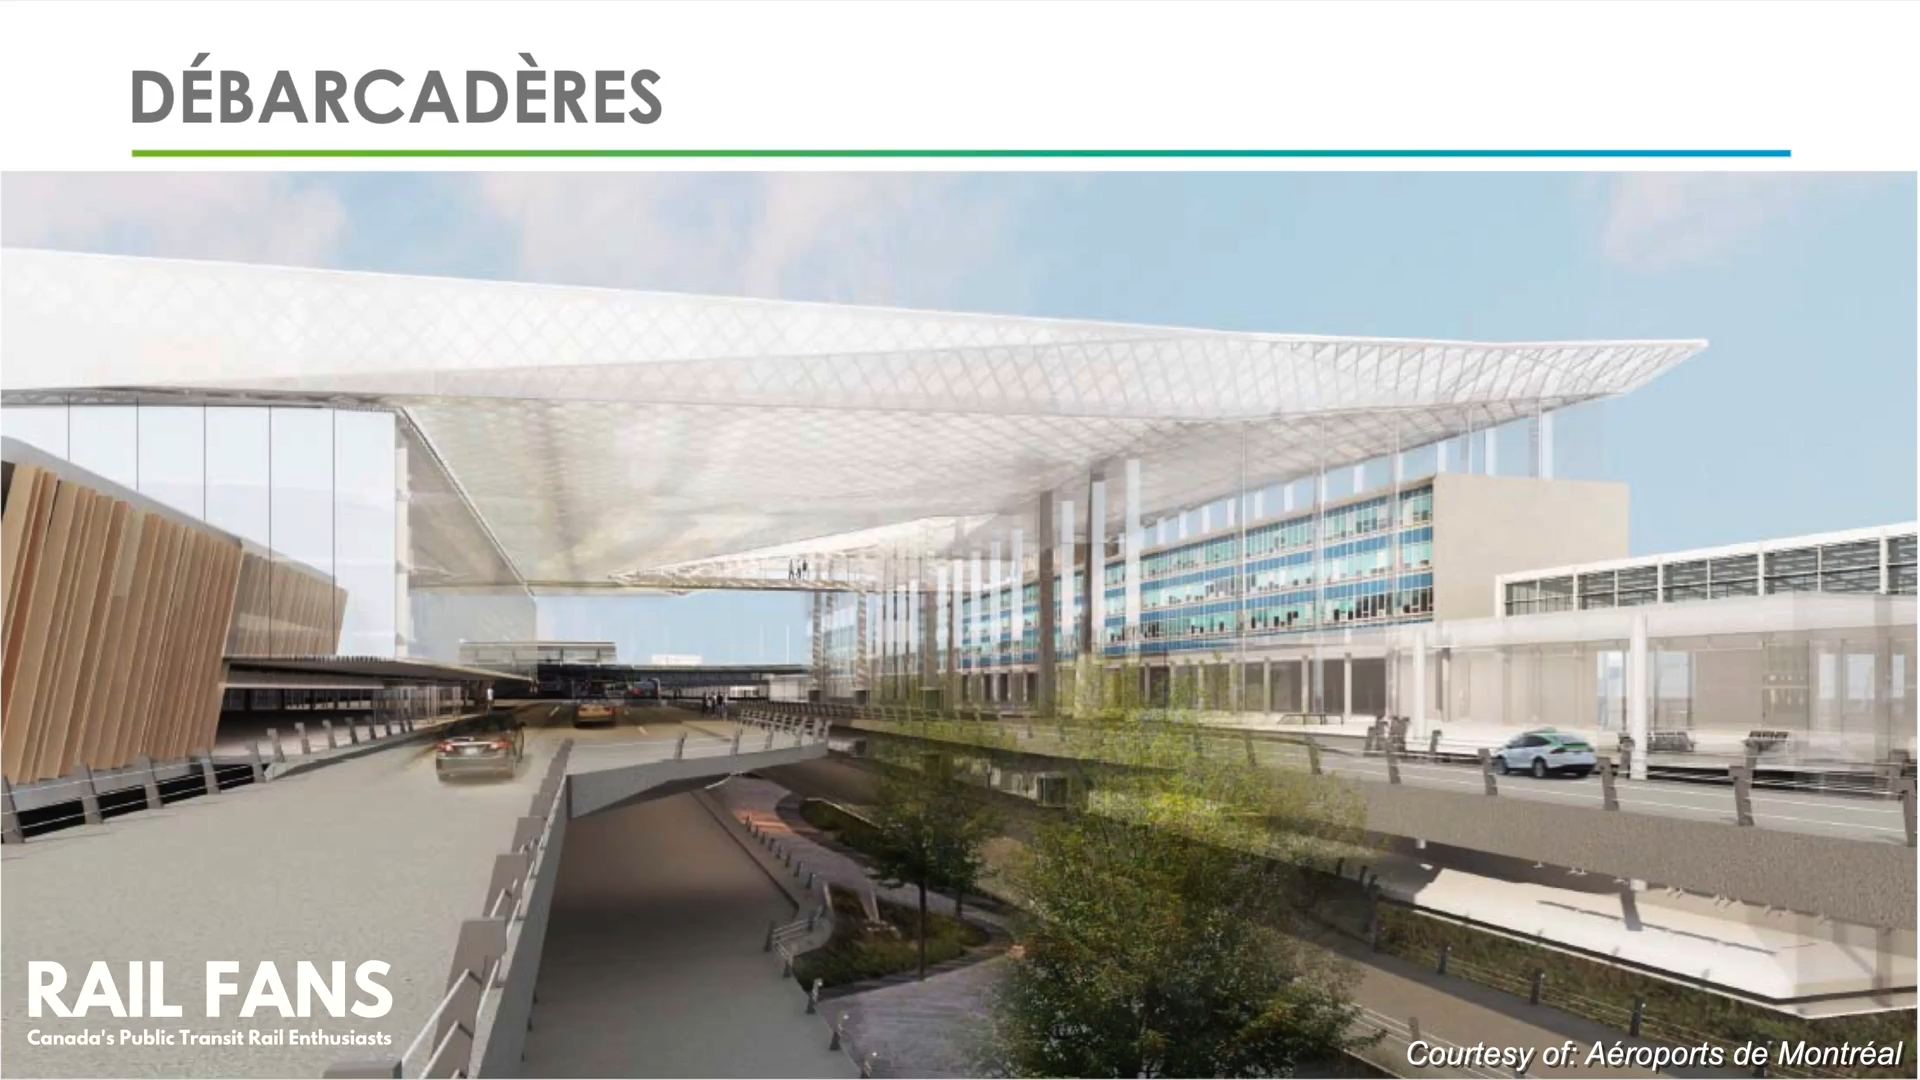 DÉBARCADÈRES
RAIL FANS
Canada's Public Transit Rail Enthusiasts
Courtesy of: Aéroports de Montréal